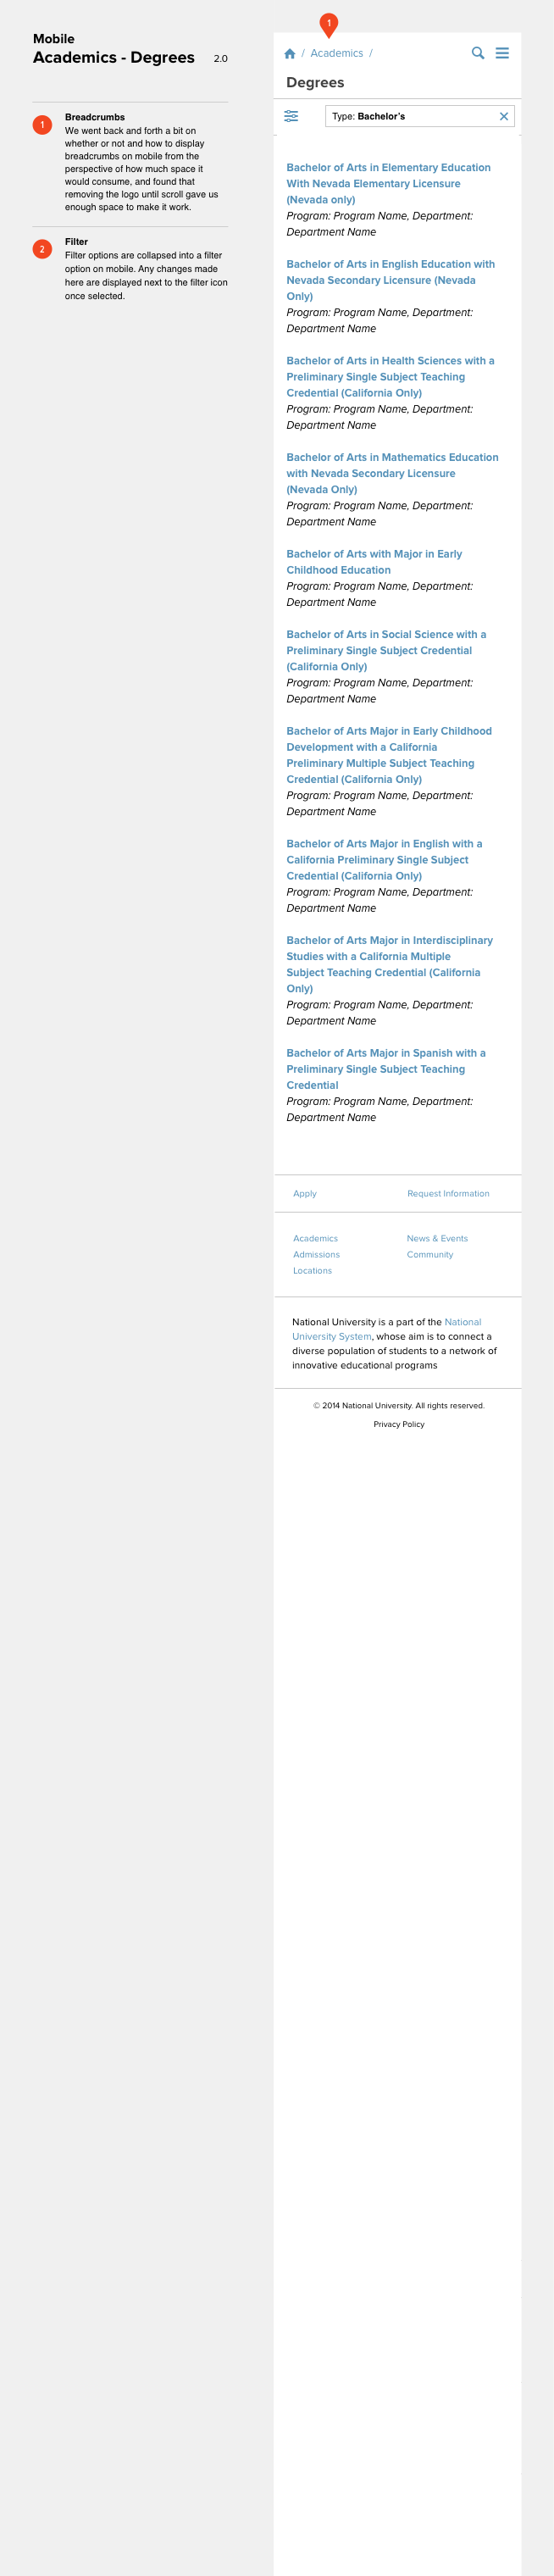 Mobile
Academics - Degrees 2.0
1
Breadcrumbs
We went back and forth a bit on
whether or not and how to display
breadcrumbs on mobile from the
perspective of how much space it
would consume, and found that
removing the logo until scroll gave us
enough space to make it work.
2
Filter
Filter options are collapsed into a filter
option on mobile. Any changes made
here are displayed next to the filter icon
once selected.
1
/ Academics /
Degrees
Type: Bachelor's
Bachelor of Arts in Elementary Education
With Nevada Elementary Licensure
(Nevada only)
Program: Program Name, Department:
Department Name
Bachelor of Arts in English Education with
Nevada Secondary Licensure (Nevada
Only)
Program: Program Name, Department:
Department Name
Bachelor of Arts in Health Sciences with a
Preliminary Single Subject Teaching
Credential (California Only)
Program: Program Name, Department:
Department Name
Bachelor of Arts in Mathematics Education
with Nevada Secondary Licensure
(Nevada Only)
Program: Program Name, Department:
Department Name
Bachelor of Arts with Major in Early
Childhood Education
Program: Program Name, Department:
Department Name
Bachelor of Arts in Social Science with a
Preliminary Single Subject Credential
(California Only)
Program: Program Name, Department:
Department Name
Bachelor of Arts Major in Early Childhood
Development with a California
Preliminary Multiple Subject Teaching
Credential (California Only)
Program: Program Name, Department:
Department Name
Bachelor of Arts Major in English with a
California Preliminary Single Subject
Credential (California Only)
Program: Program Name, Department:
Department Name
Bachelor of Arts Major in Interdisciplinary
Studies with a California Multiple
Subject Teaching Credential (California
Only)
Program: Program Name, Department:
Department Name
Bachelor of Arts Major in Spanish with a
Preliminary Single Subject Teaching
Credential
Program: Program Name, Department:
Department Name
Apply Request Information
Academics News & Events
Admissions Community
Locations
National University is a part of the National
University System, whose aim is to connect a
diverse population of students to a network of
innovative educational programs
© 2014 National University. All rights reserved.
Privacy Policy